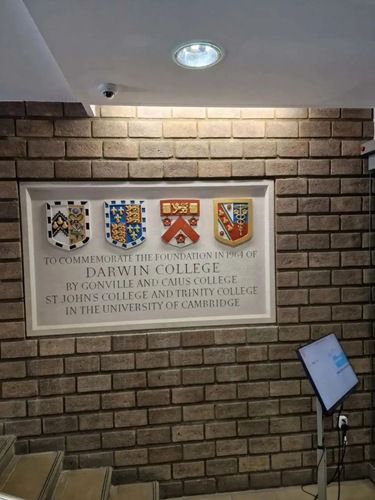 TO COMMEMORATE THE FOUNDATION IN 1964 OF
DARWIN COLLEGE
BY GONVILLE AND CAIUS COLLEGE
ST JOHN'S COLLEGE AND TRINITY COLLEGE
IN THE UNIVERSITY OF CAMBRIDGE